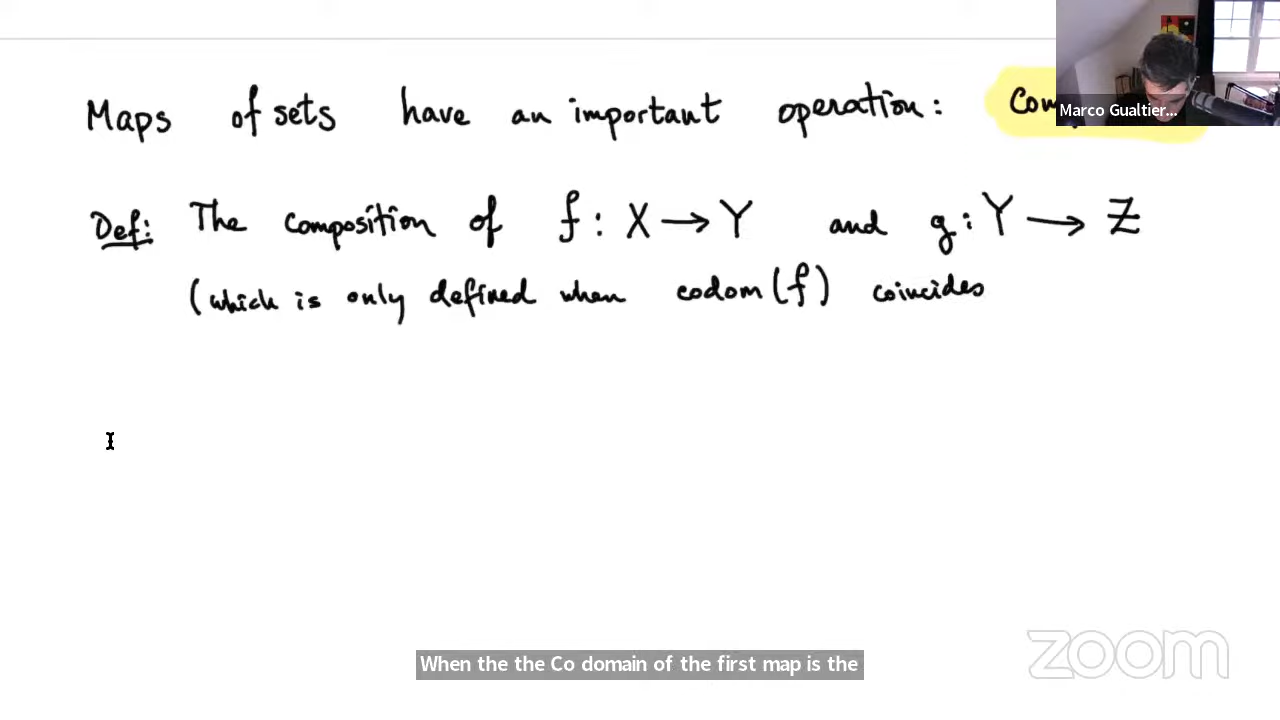 Maps of sets have an important operation:
Marco Gualtier...
Def: The composition of f : X → Y and g : Y → Z
(which is only defined when codom(f) coincides
When the the Co domain of the first map is the
zoom